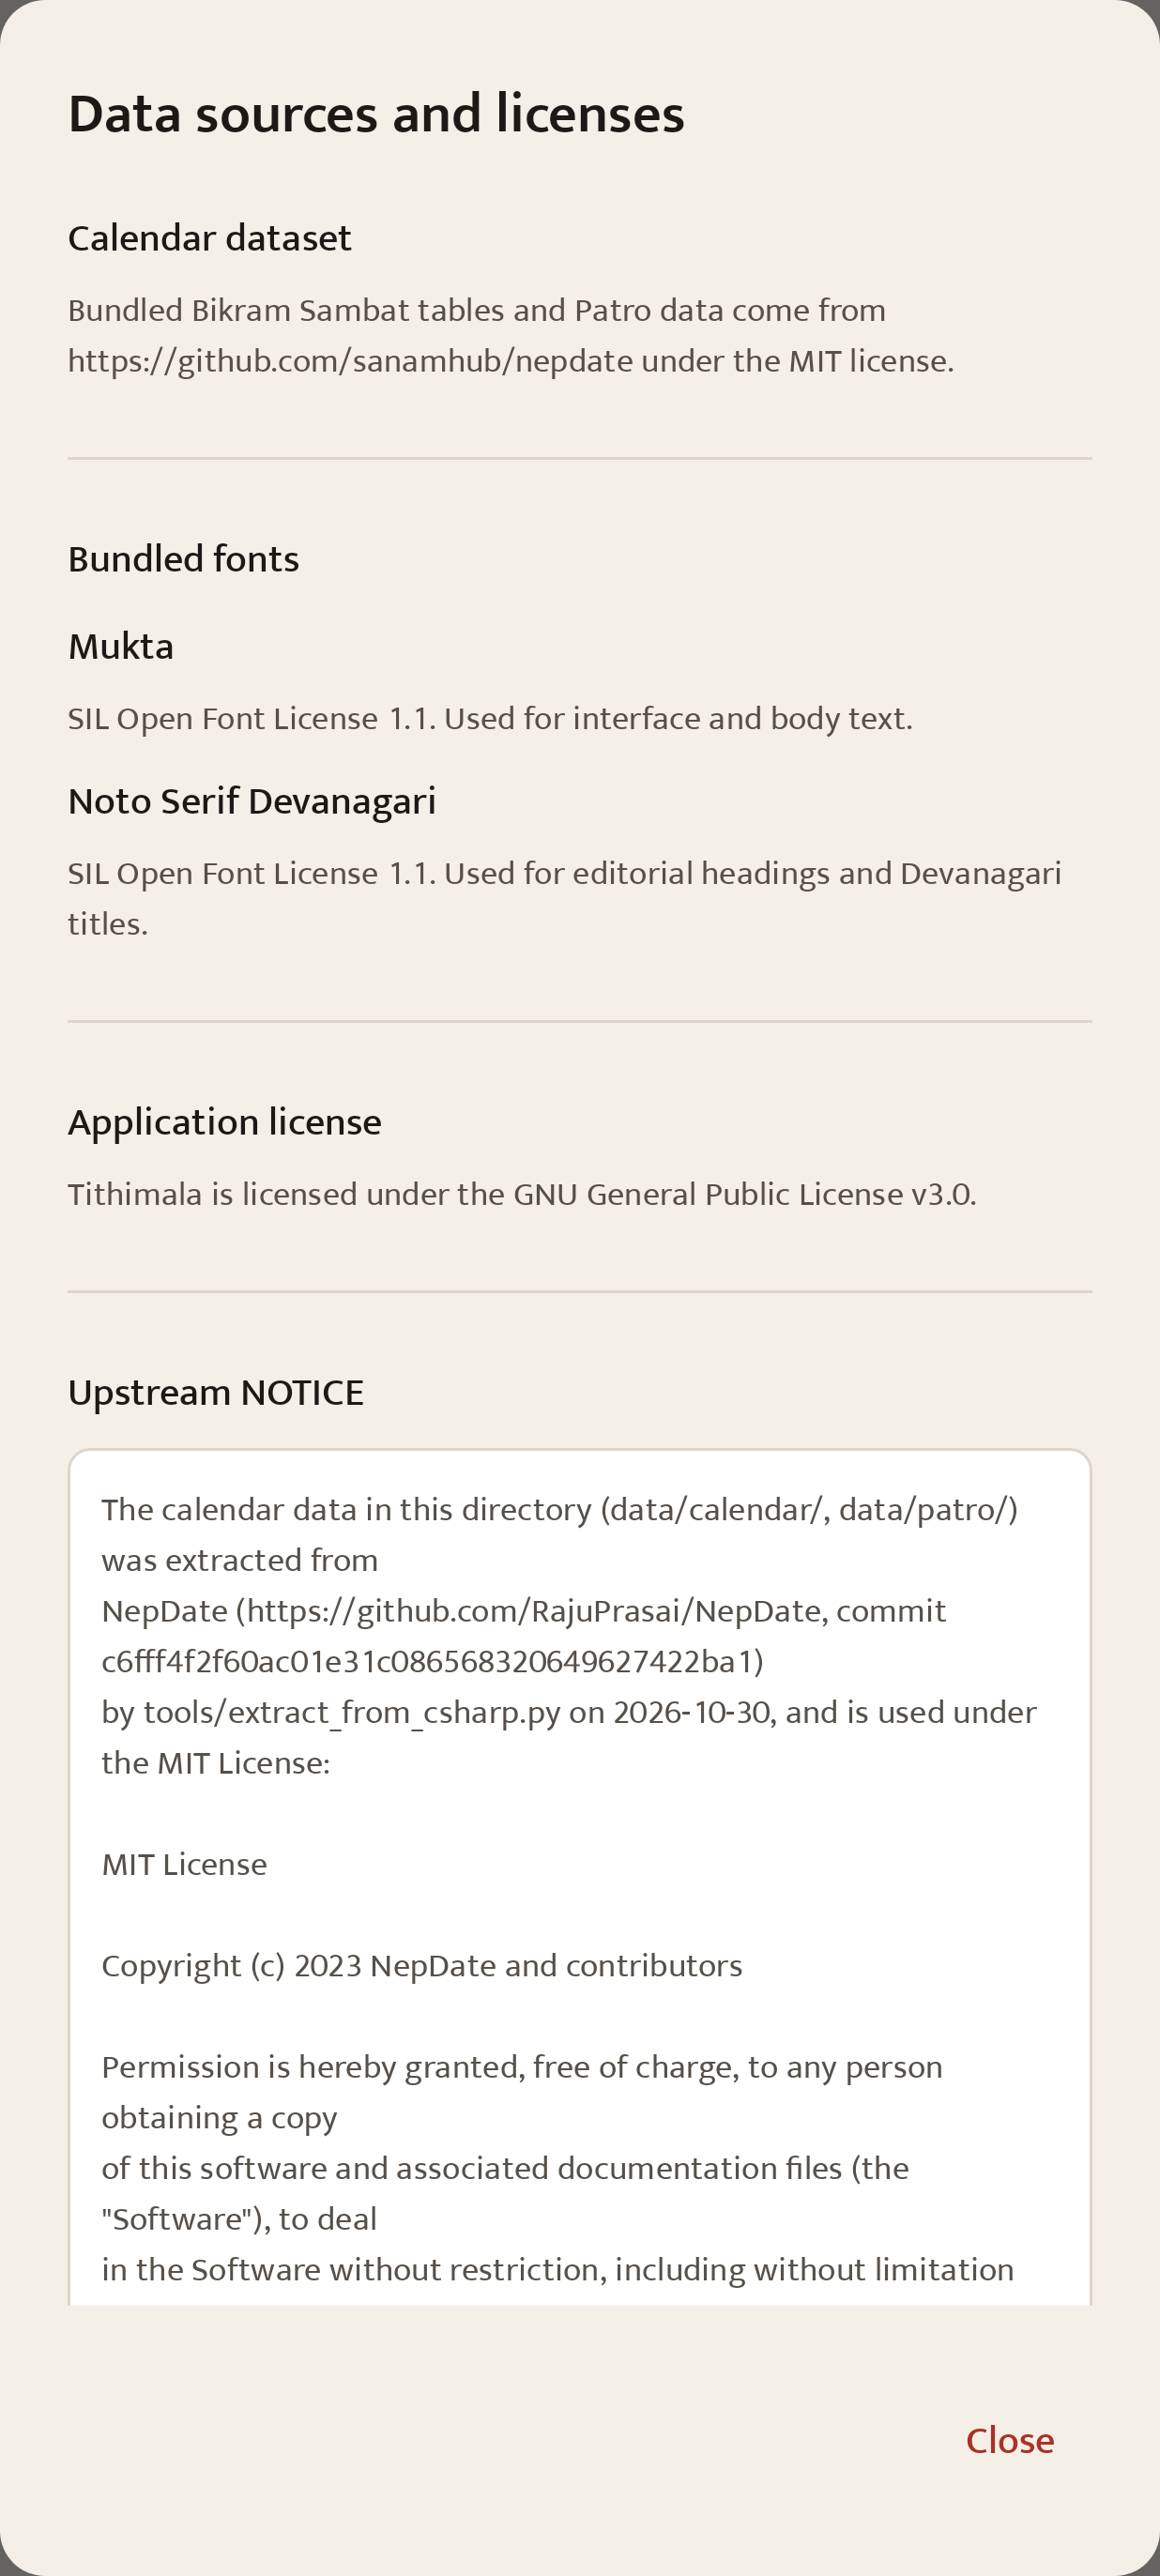 Data sources and licenses
Calendar dataset
Bundled Bikram Sambat tables and Patro data come from
https://github.com/sanamhub/nepdate under the MIT license.
Bundled fonts
Mukta
SIL Open Font License 1.1. Used for interface and body text.
Noto Serif Devanagari
SIL Open Font License 1.1. Used for editorial headings and Devanagari
titles.
Application license
Tithimala is licensed under the GNU General Public License v3.0.
Upstream NOTICE
The calendar data in this directory (data/calendar/, data/patro/)
was extracted from
NepDate (https://github.com/RajuPrasai/NepDate, commit
c6fff4f2f60ac01e31c086568320649627422ba1)
by tools/extract_from_csharp.py on 2026-10-30, and is used under
the MIT License:
MIT License
Copyright (c) 2023 NepDate and contributors
Permission is hereby granted, free of charge, to any person
obtaining a copy
of this software and associated documentation files (the
"Software"), to deal
in the Software without restriction, including without limitation
Close